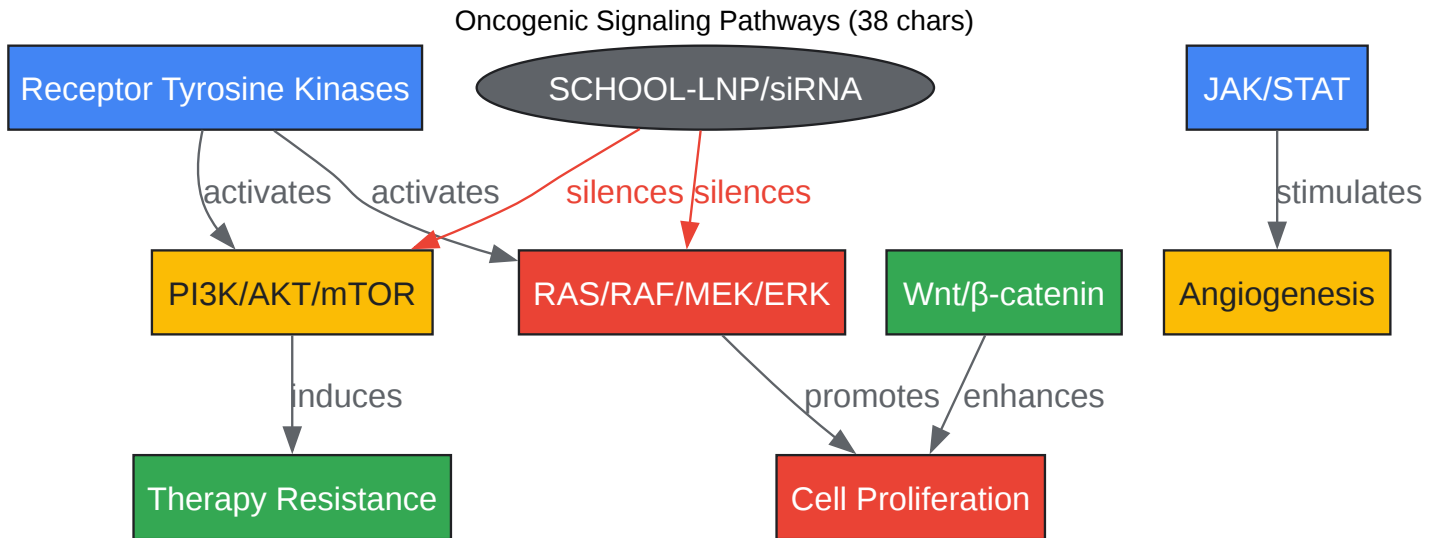 Oncogenic Signaling Pathways (38 chars)
Receptor Tyrosine Kinases
SCHOOL-LNP/siRNA
JAK/STAT
activates
activates
silences
silences
stimulates
PI3K/AKT/mTOR
RAS/RAF/MEK/ERK
Wnt/β-catenin
Angiogenesis
induces
promotes
enhances
Therapy Resistance
Cell Proliferation